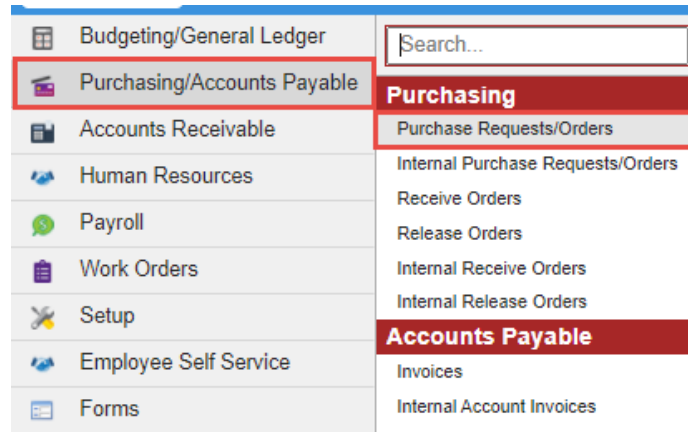 Budgeting/General Ledger
Purchasing/Accounts Payable
Accounts Receivable
Human Resources
Payroll
Work Orders
Setup
Employee Self Service
Forms
Search...
Purchasing
Purchase Requests/Orders
Internal Purchase Requests/Orders
Receive Orders
Release Orders
Internal Receive Orders
Internal Release Orders
Accounts Payable
Invoices
Internal Account Invoices